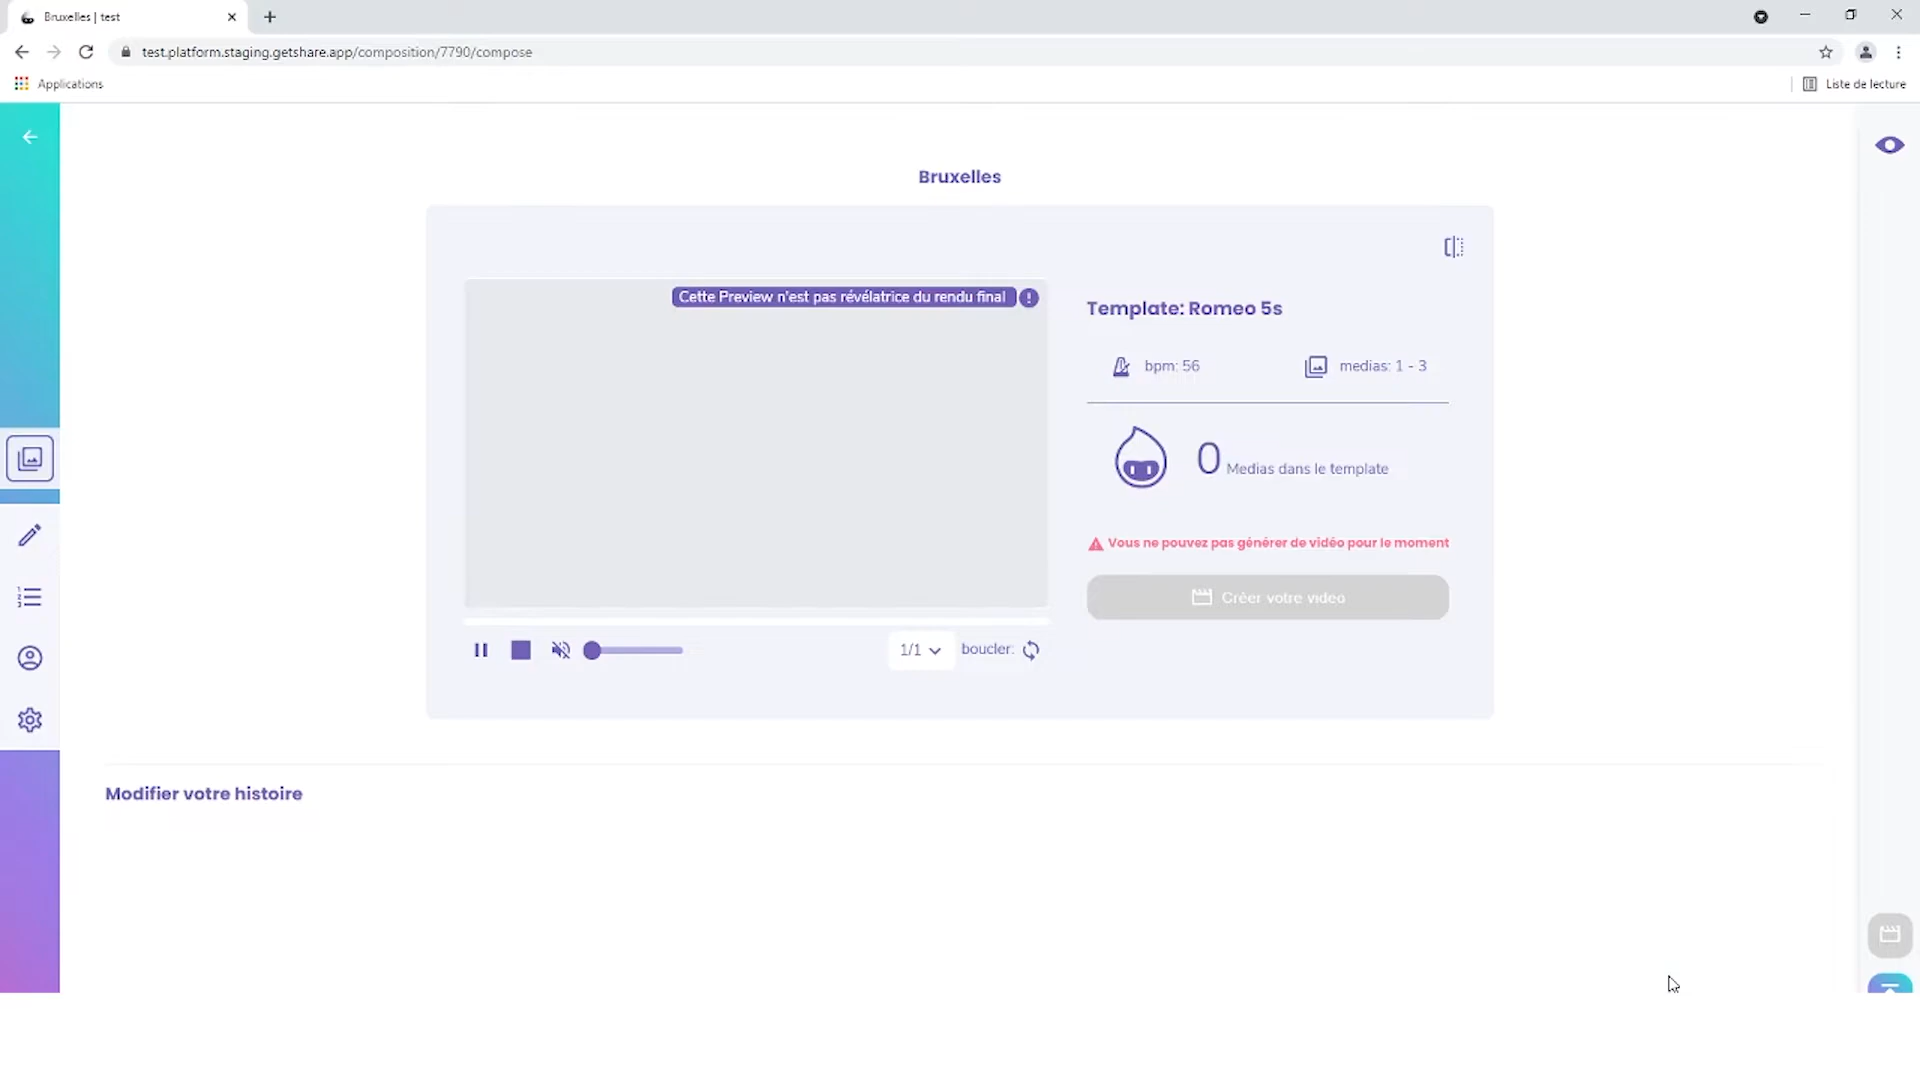 Bruxelles | test
test.platform.staging.getshare.app/composition/7790/compose
Applications
Liste de lecture
Bruxelles
Cette Preview n'est pas révélatrice du rendu final
Template: Romeo 5s
bpm: 56
medias: 1 - 3
0 Medias dans le template
Vous ne pouvez pas générer de vidéo pour le moment
Créer votre video
1/1
boucler:
Modifier votre histoire